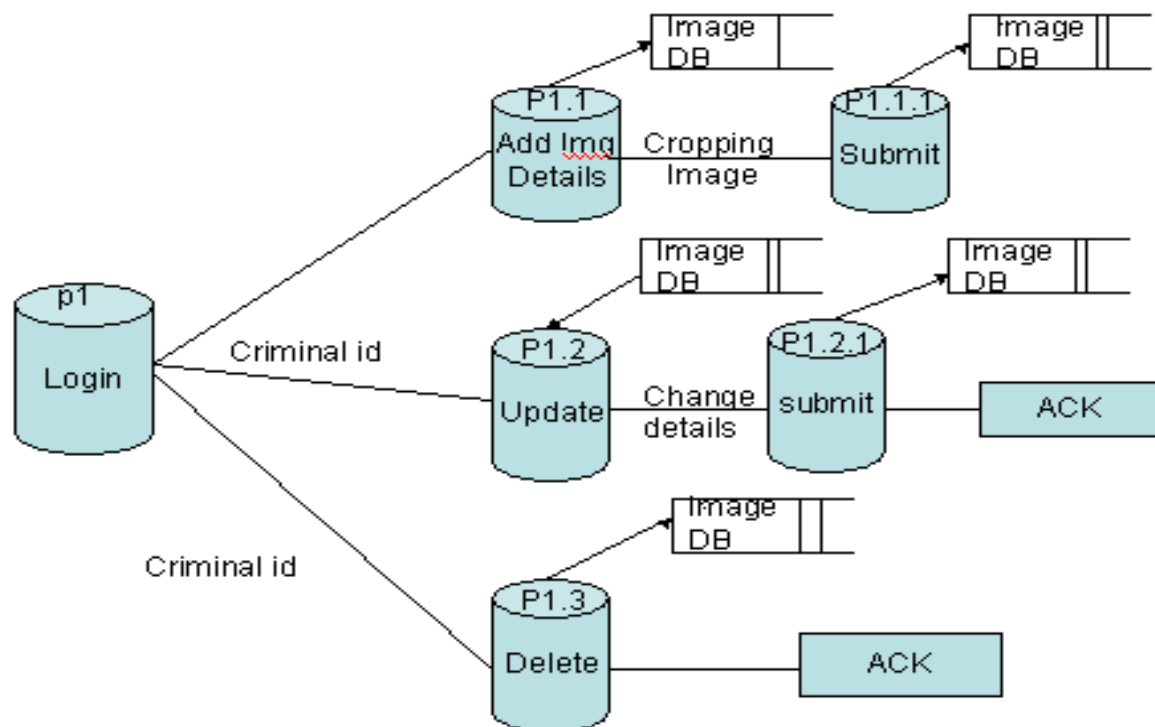 Image
DB
Image
DB
P1.1
Add Img
Details
Cropping
Image
P1.1.1
Submit
Image
DB
Image
DB
p1
Login
Criminal id
P1.2
Update
Change
details
P1.2.1
submit
ACK
Image
DB
Criminal id
P1.3
Delete
ACK